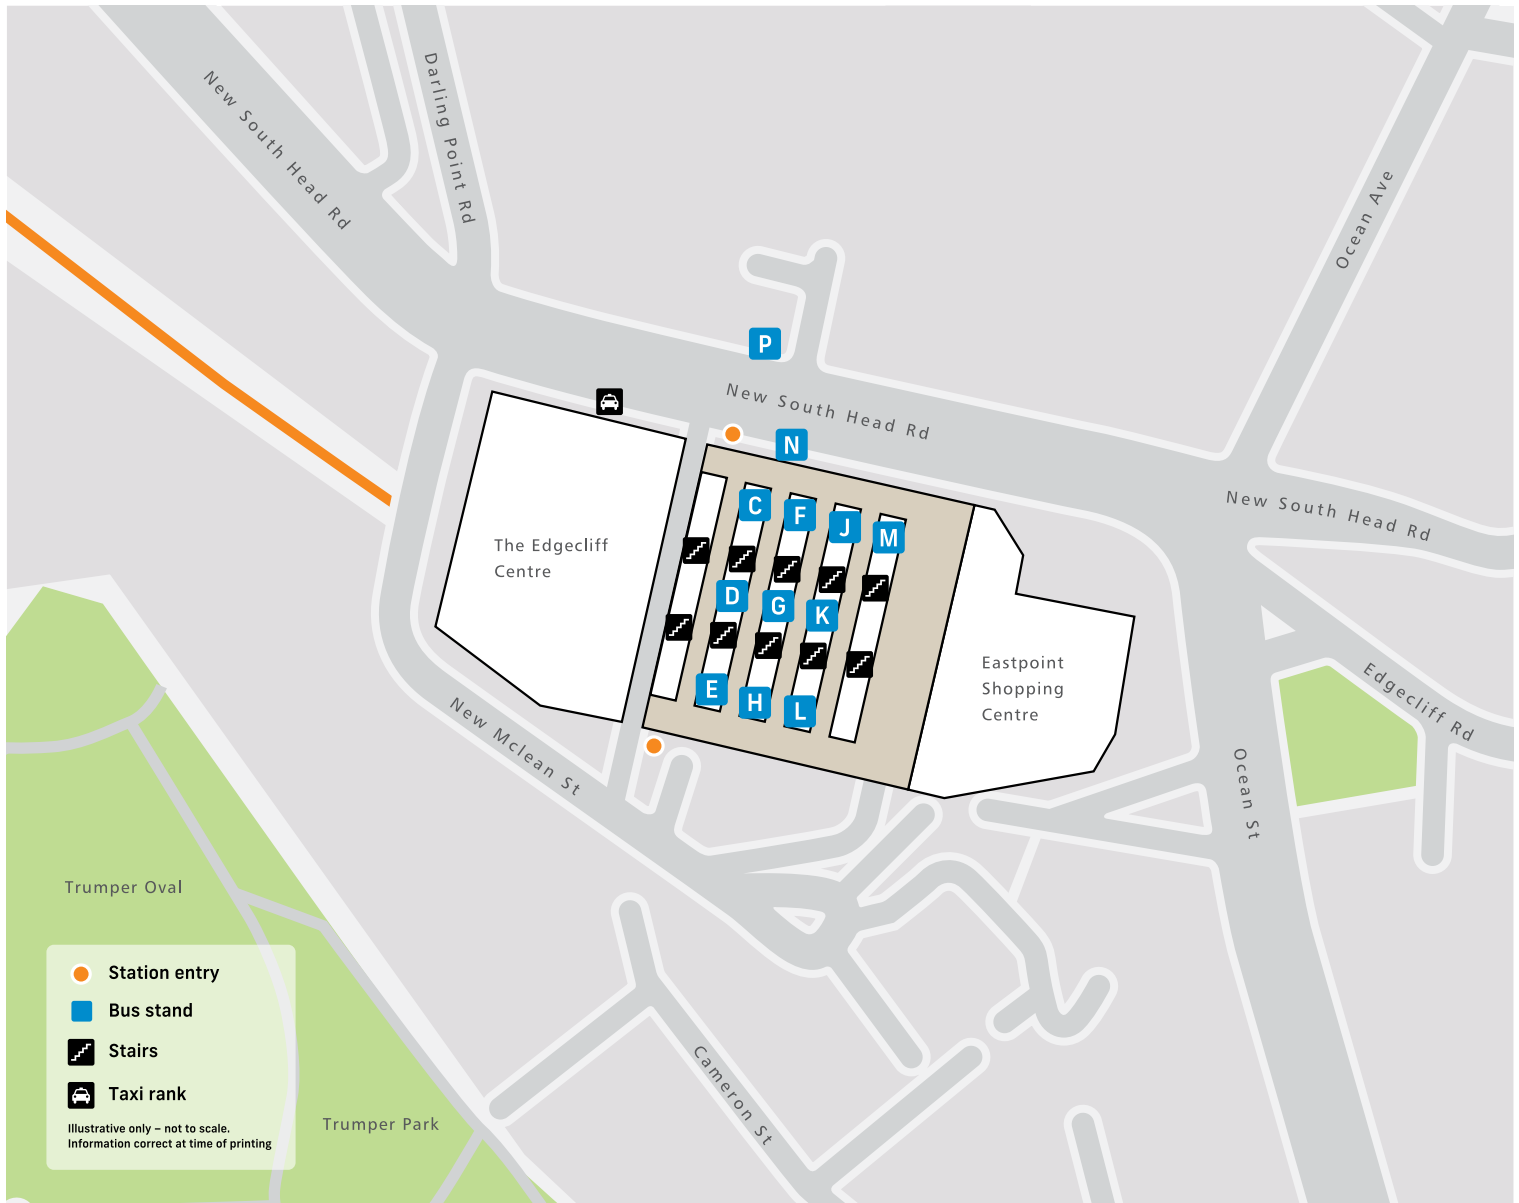 New South Head Rd
Darling Point Rd
Ocean Ave
P
New South Head Rd
N
New South Head Rd
C
F
J
M
The Edgecliff
Centre
D
G
K
E
H
L
Eastpoint
Shopping
Centre
Edgecliff Rd
New Mclean St
Ocean St
Trumper Oval
Station entry
Bus stand
Stairs
Taxi rank
Illustrative only – not to scale.
Information correct at time of printing
Trumper Park
Cameron St